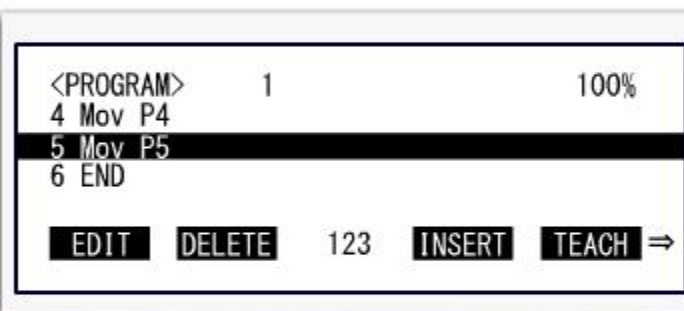 <PROGRAM> 1 100%
4 Mov P4
5 Mov P5
6 END
EDIT DELETE 123 INSERT TEACH ⇒